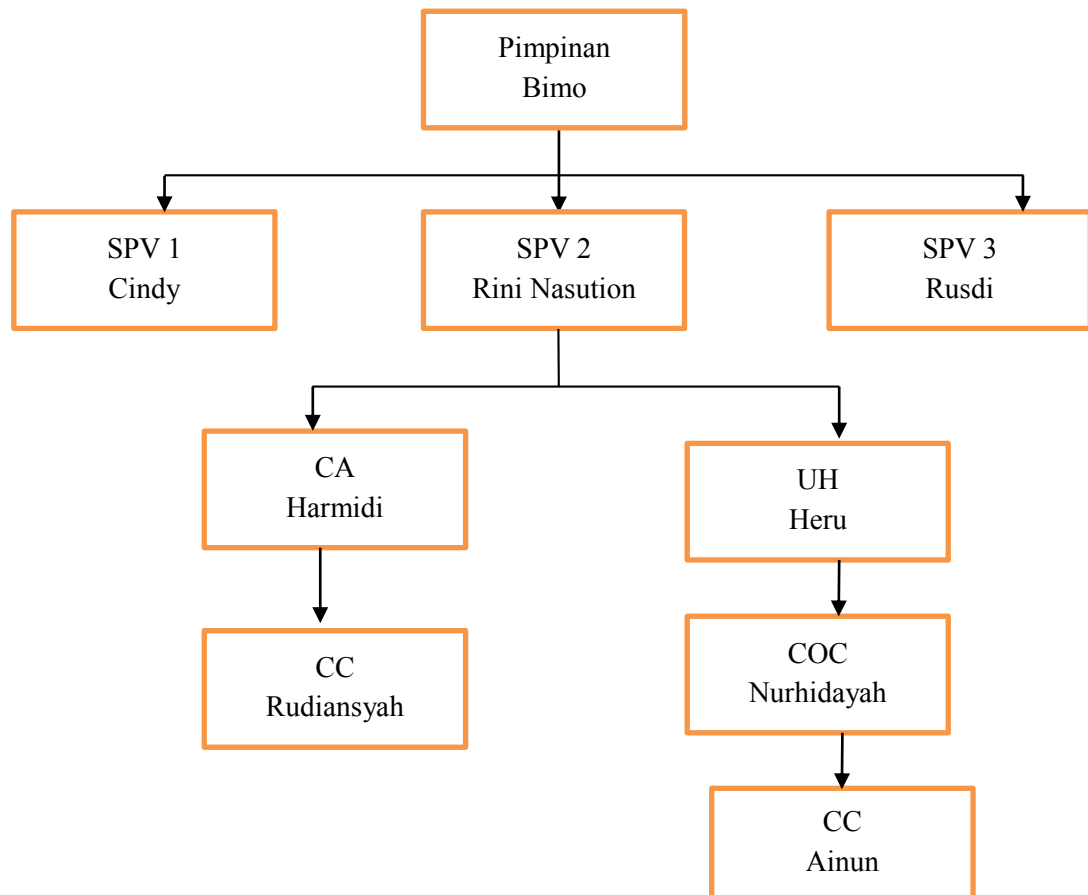 Pimpinan
Bimo
SPV 1
Cindy
SPV 2
Rini Nasution
SPV 3
Rusdi
CA
Harmidi
UH
Heru
CC
Rudiansyah
COC
Nurhidayah
CC
Ainun